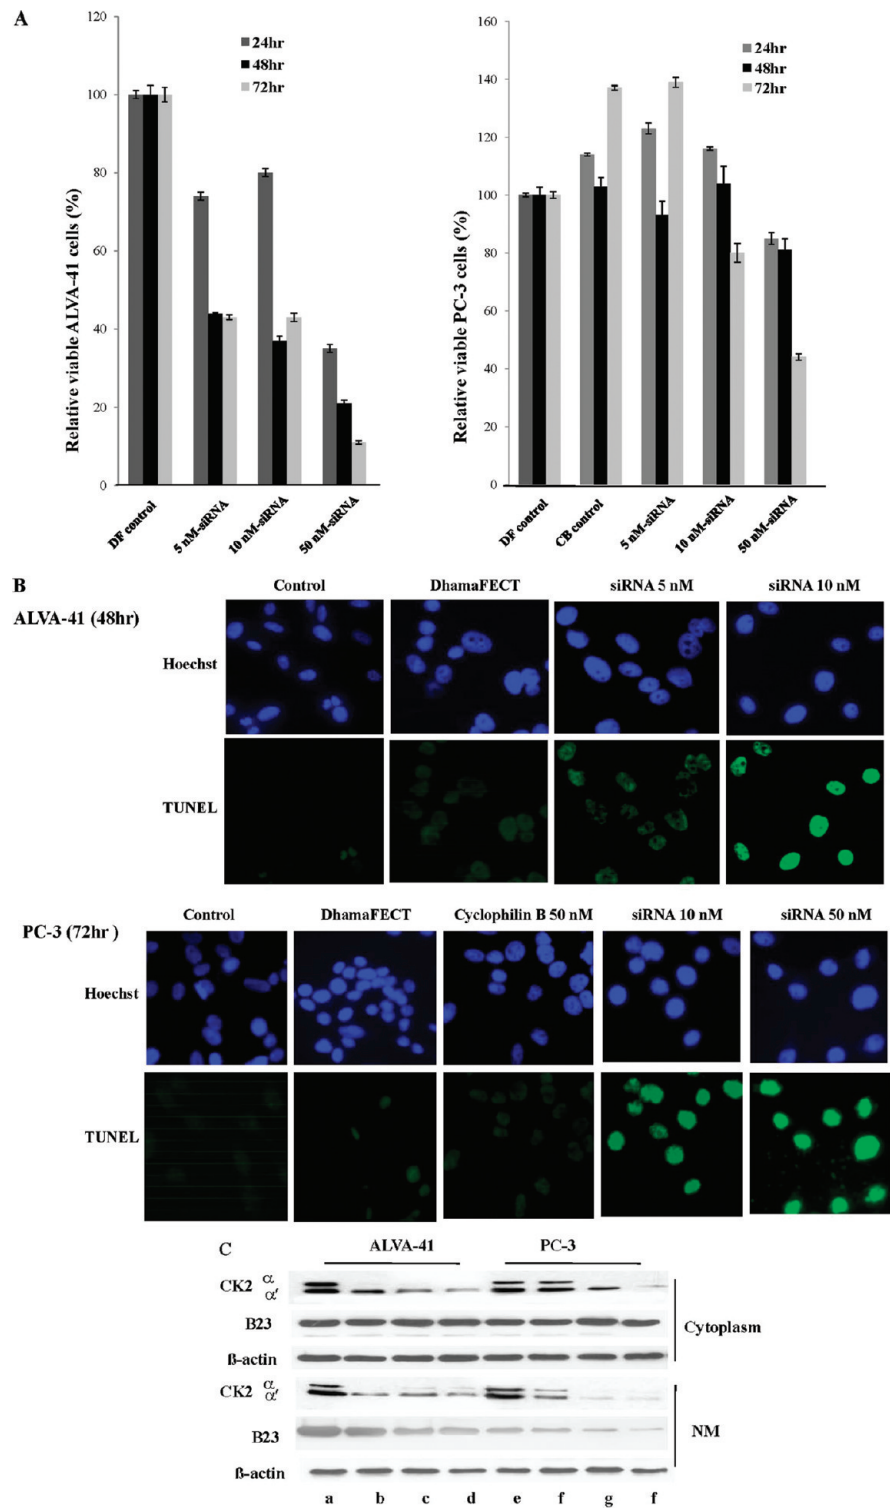 A
120
100
80
60
40
20
0
Relative viable ALVA-41 cells (%)
24hr
48hr
72hr
DF control
5 nM-siRNA
10 nM-siRNA
50 nM-siRNA
160
140
120
100
80
60
40
20
0
Relative viable PC-3 cells (%)
24hr
48hr
72hr
DF control
CB control
5 nM-siRNA
10 nM-siRNA
50 nM-siRNA
B
Control DhamaFECT siRNA 5 nM siRNA 10 nM
ALVA-41 (48hr)
Hoechst
TUNEL
Control DhamaFECT Cyclophilin B 50 nM siRNA 10 nM siRNA 50 nM
PC-3 (72hr )
Hoechst
TUNEL
C
ALVA-41 PC-3
CK2 α
α'
B23
Cytoplasm
ß-actin
CK2 α
α'
B23
NM
ß-actin
a b c d e f g f